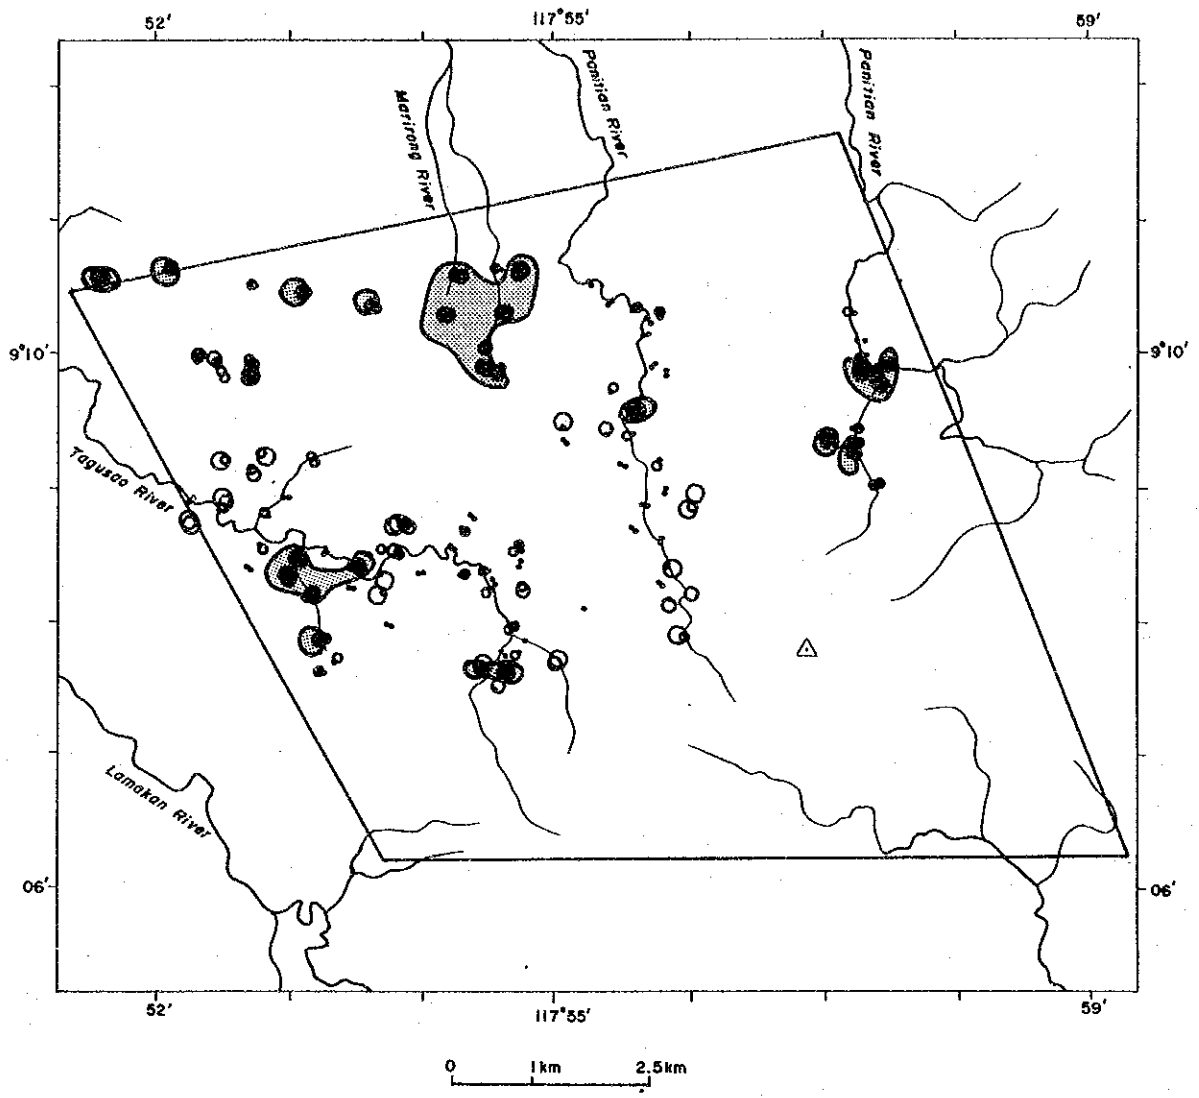 52′
117°55′
59′
Marirong River
Panitian River
Panitian River
9°10′
9°10′
Tagusao River
Lamakan River
06′
06′
52′
117°55′
59′
0 1km 2.5km